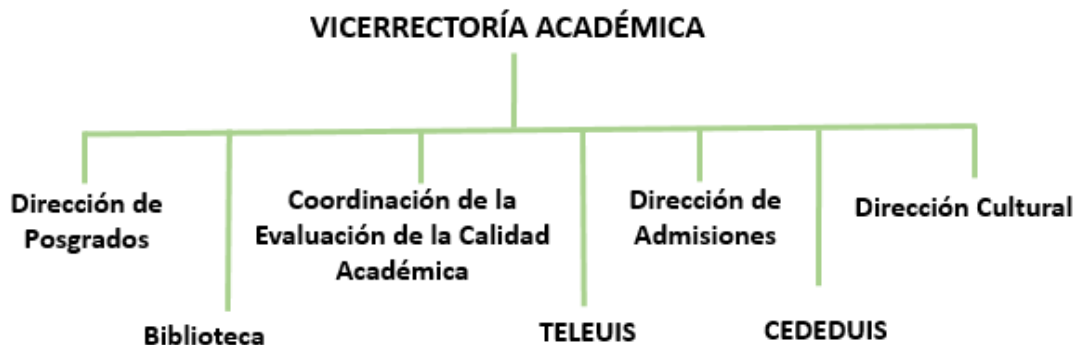 VICERRECTORÍA ACADÉMICA
Dirección de
Posgrados
Biblioteca
Coordinación de la
Evaluación de la Calidad
Académica
TELEUIS
Dirección de
Admisiones
CEDEDUIS
Dirección Cultural